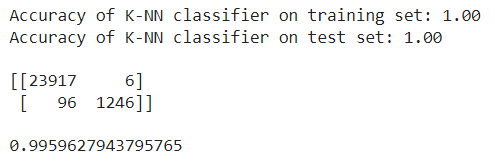 Accuracy of K-NN classifier on training set: 1.00
Accuracy of K-NN classifier on test set: 1.00
[[23917     6]
 [   96  1246]]
0.9959627943795765